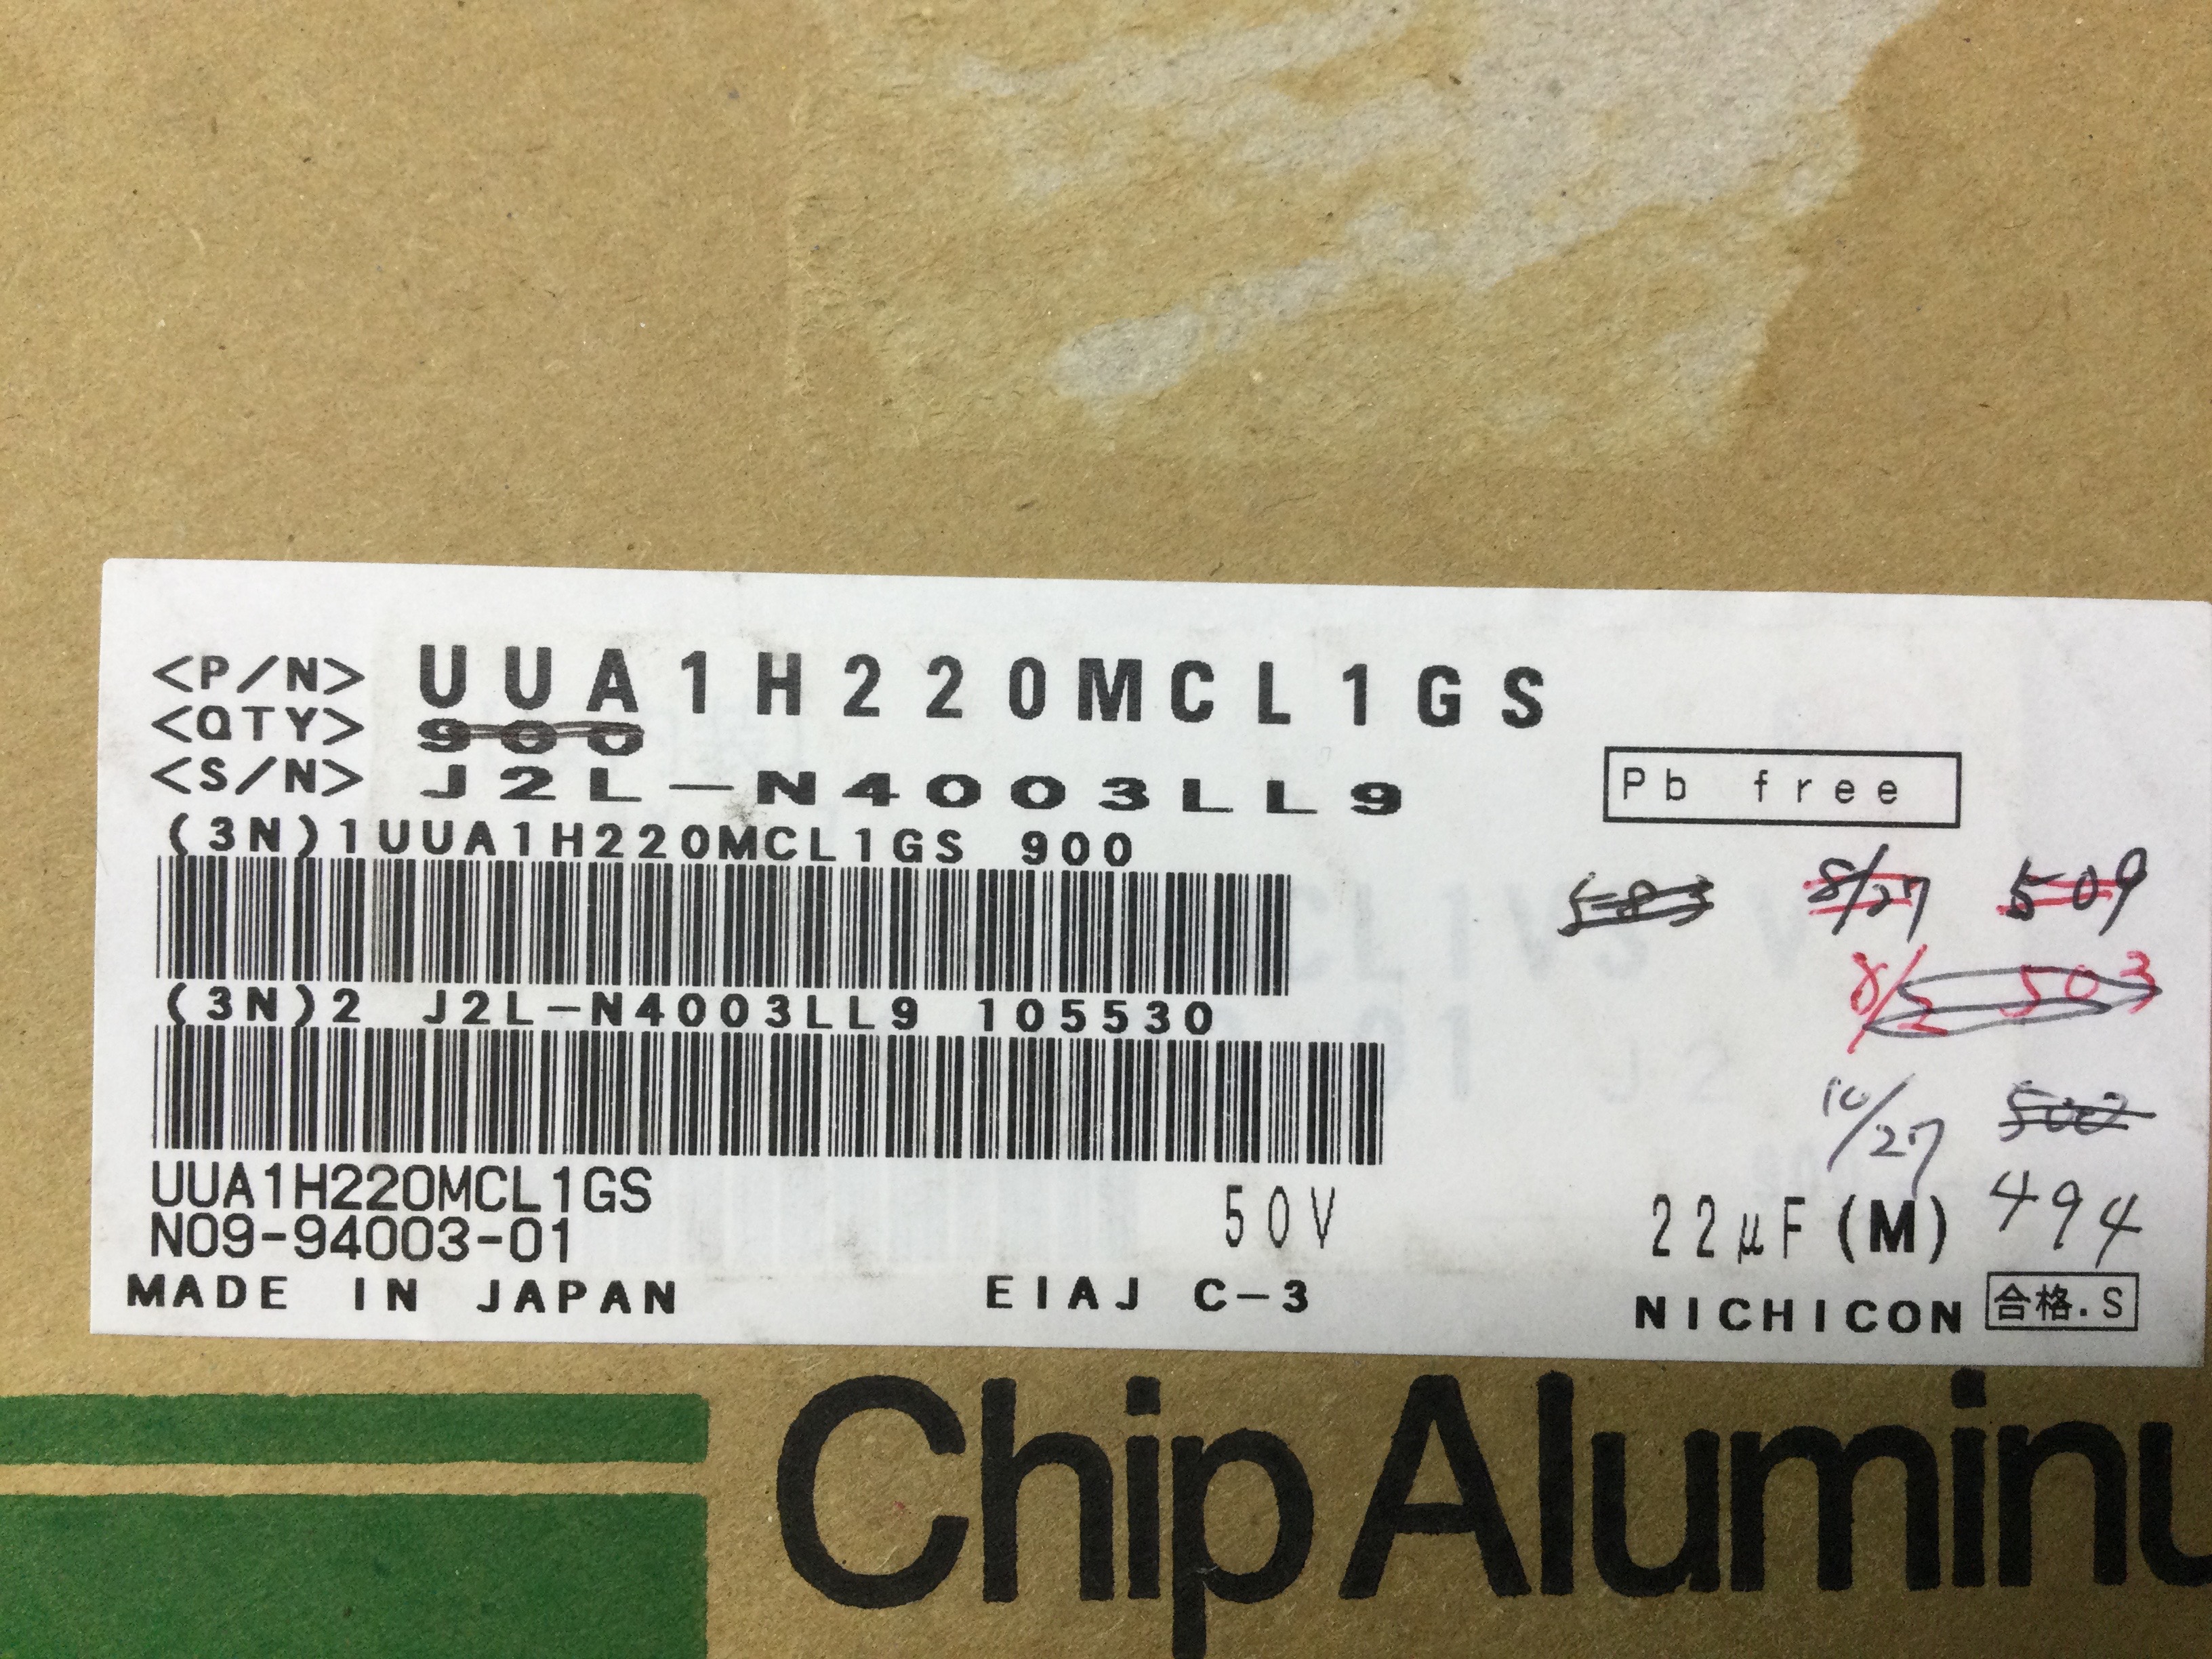 <P/N> UUA1H220MCL1GS
<QTY> 900
<S/N> J2L-N4003LL9
Pb free
(3N)1UUA1H220MCL1GS 900
583 8/27 509
8/2 503
(3N)2 J2L-N4003LL9 105530
10/27 500
494
UUA1H220MCL1GS
50V 22μF(M)
N09-94003-01
MADE IN JAPAN EIAJ C-3 NICHICON 合格.S
Chip Aluminu